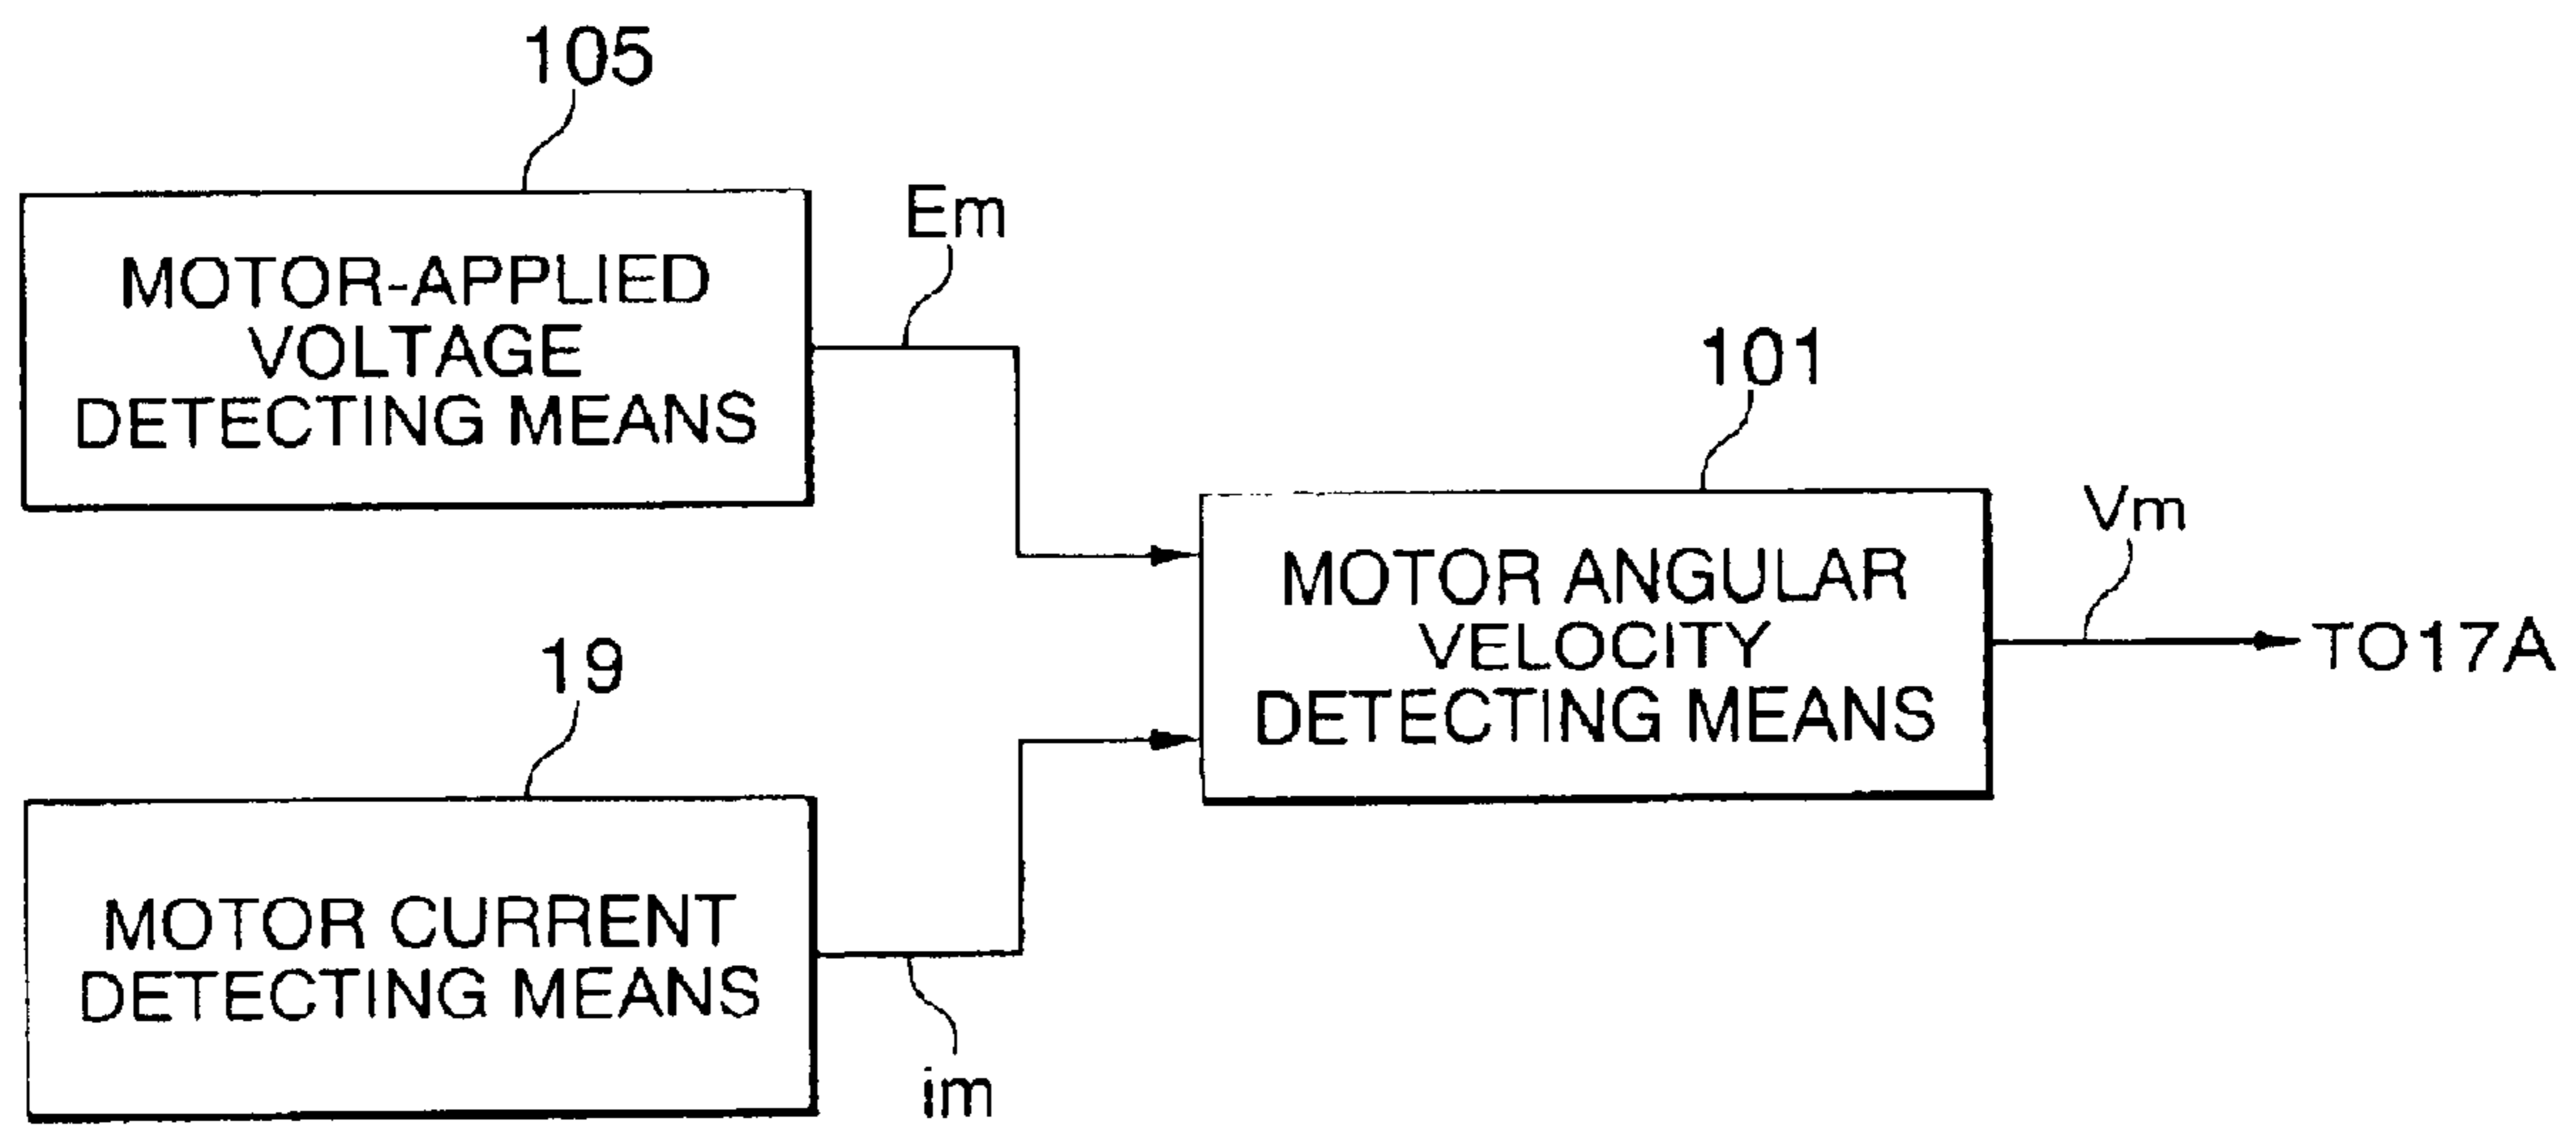 105
MOTOR-APPLIED
VOLTAGE
DETECTING MEANS
Em
19
MOTOR CURRENT
DETECTING MEANS
im
101
MOTOR ANGULAR
VELOCITY
DETECTING MEANS
Vm
TO17A